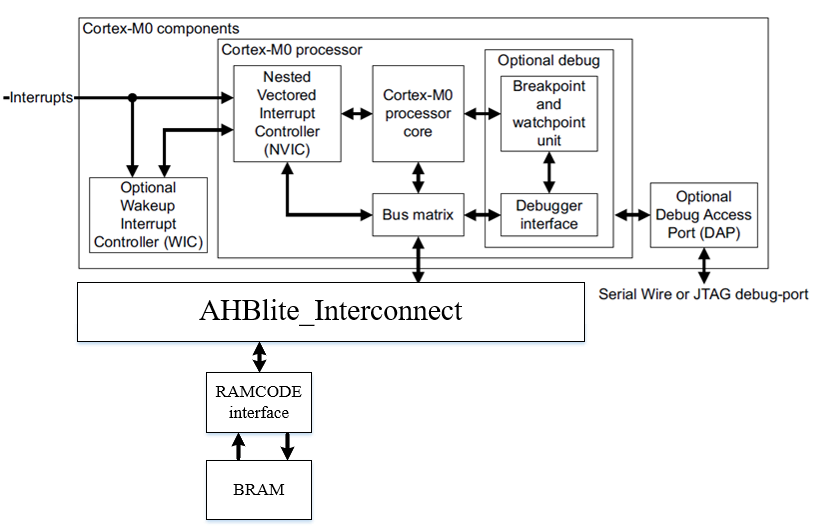 Cortex-M0 components
Cortex-M0 processor
Optional debug
Interrupts
Nested
Vectored
Interrupt
Controller
(NVIC)
Cortex-M0
processor
core
Breakpoint
and
watchpoint
unit
Optional
Wakeup
Interrupt
Controller (WIC)
Bus matrix
Debugger
interface
Optional
Debug Access
Port (DAP)
Serial Wire or JTAG debug-port
AHBlite_Interconnect
RAMCODE
interface
BRAM